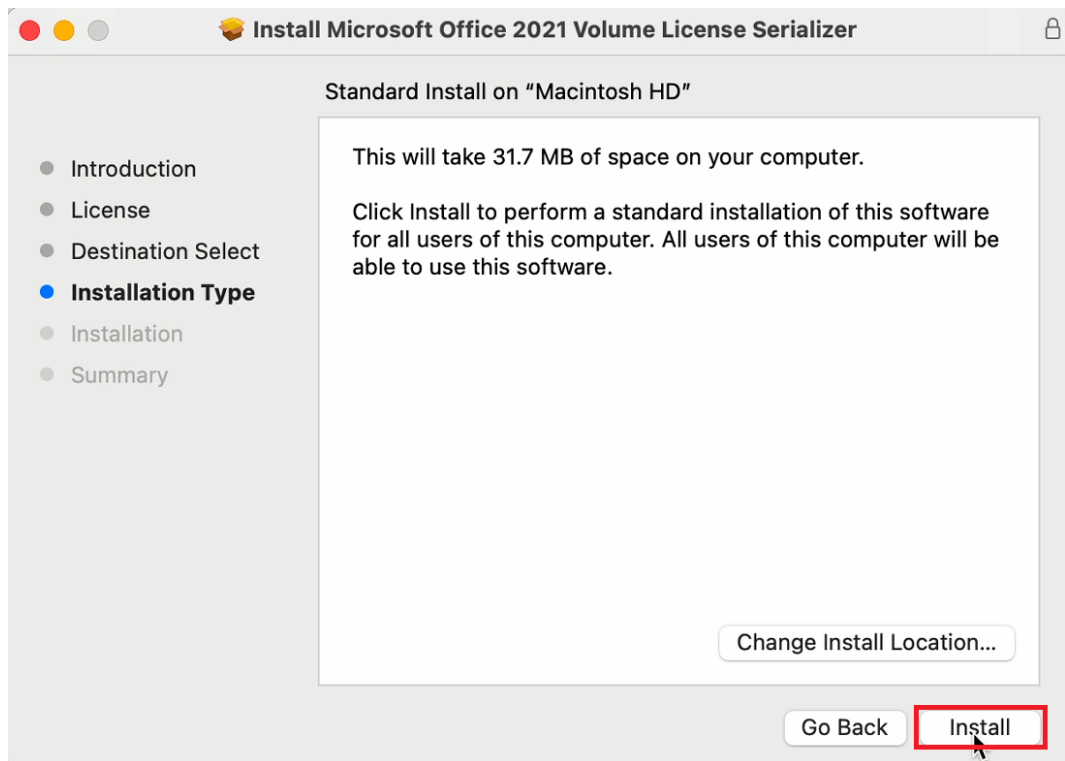 Install Microsoft Office 2021 Volume License Serializer
Standard Install on “Macintosh HD”
Introduction
License
Destination Select
Installation Type
Installation
Summary
This will take 31.7 MB of space on your computer.
Click Install to perform a standard installation of this software
for all users of this computer. All users of this computer will be
able to use this software.
Change Install Location...
Go Back
Install